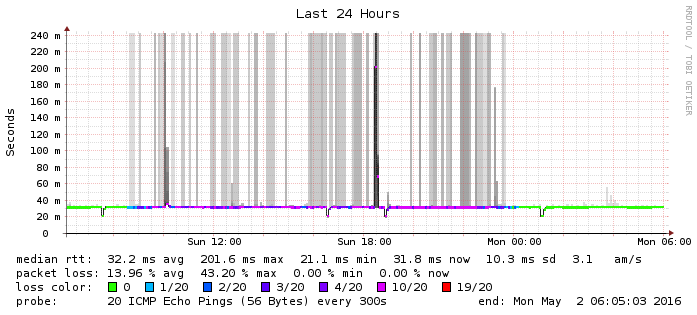 Last 24 Hours
RRDTOOL / TOBI OETIKER
Seconds
240 m
220 m
200 m
180 m
160 m
140 m
120 m
100 m
80 m
60 m
40 m
20 m
0
Sun 12:00 Sun 18:00 Mon 00:00 Mon 06:00
median rtt: 32.2 ms avg 201.6 ms max 21.1 ms min 31.8 ms now 10.3 ms sd 3.1 am/s
packet loss: 13.96 % avg 43.20 % max 0.00 % min 0.00 % now
loss color: 0 1/20 2/20 3/20 4/20 10/20 19/20
probe: 20 ICMP Echo Pings (56 Bytes) every 300s end: Mon May 2 06:05:03 2016